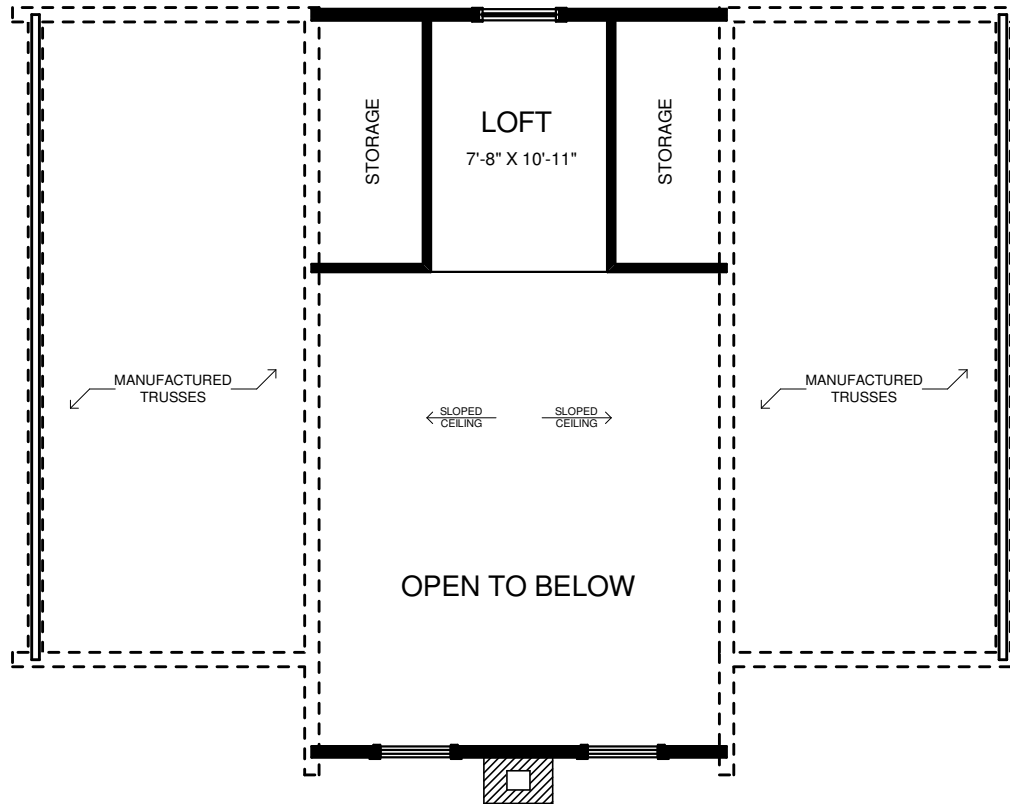 STORAGE
LOFT
7'-8" X 10'-11"
STORAGE
MANUFACTURED
TRUSSES
SLOPED
CEILING
SLOPED
CEILING
MANUFACTURED
TRUSSES
OPEN TO BELOW